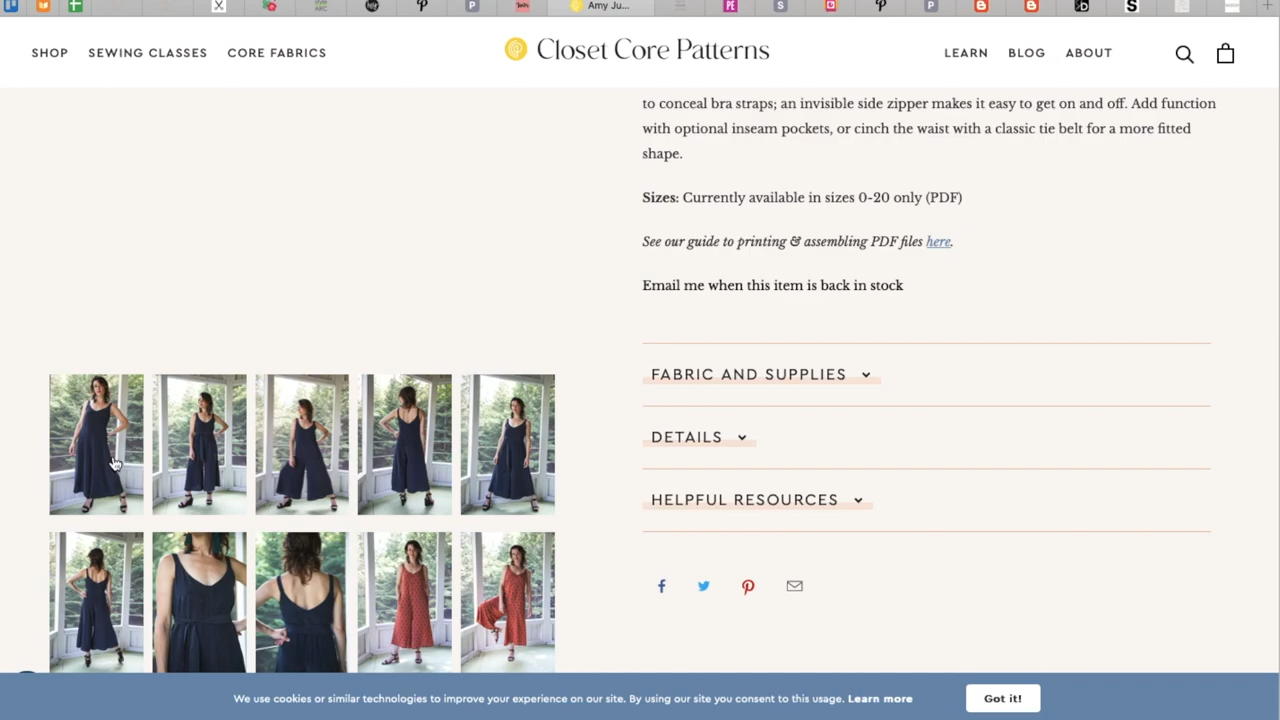 Amy Ju...
SHOP SEWING CLASSES CORE FABRICS
Closet Core Patterns
LEARN BLOG ABOUT
to conceal bra straps; an invisible side zipper makes it easy to get on and off. Add function
with optional inseam pockets, or cinch the waist with a classic tie belt for a more fitted
shape.
Sizes: Currently available in sizes 0-20 only (PDF)
See our guide to printing & assembling PDF files here.
Email me when this item is back in stock
FABRIC AND SUPPLIES
DETAILS
HELPFUL RESOURCES
We use cookies or similar technologies to improve your experience on our site. By using our site you consent to this usage. Learn more
Got it!